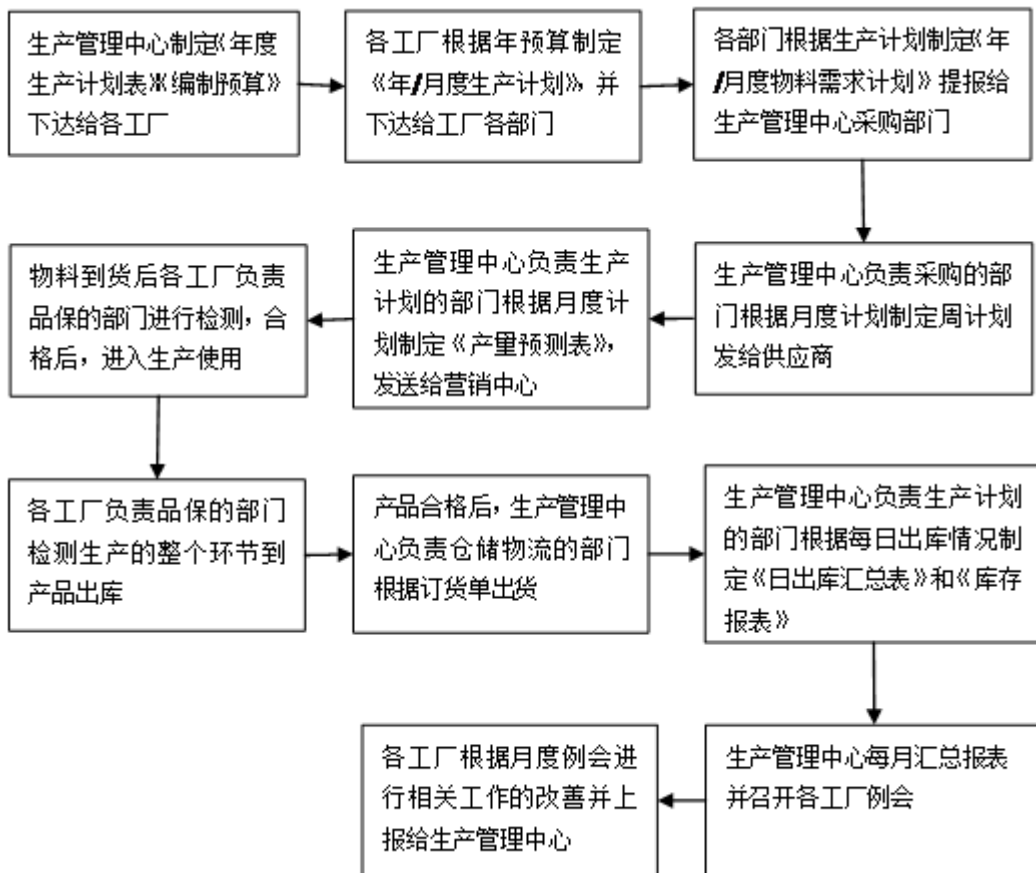 生产管理中心制定《年度
生产计划表》《编制预算》
下达给各工厂
各工厂根据年预算制定
《年/月度生产计划》，并
下达给工厂各部门
各部门根据生产计划制定《年
/月度物料需求计划》提报给
生产管理中心采购部门
生产管理中心负责采购的部
门根据月度计划制定周计划
发给供应商
生产管理中心负责生产
计划的部门根据月度计
划制定《产量预测表》，
发送给营销中心
物料到货后各工厂负责
品保的部门进行检测，合
格后，进入生产使用
各工厂负责品保的部门
检测生产的整个环节到
产品出库
产品合格后，生产管理中
心负责仓储物流的部门
根据订货单出货
生产管理中心负责生产计划
的部门根据每日出库情况制
定《日出库汇总表》和《库存
报表》
生产管理中心每月汇总报表
并召开各工厂例会
各工厂根据月度例会进
行相关工作的改善并上
报给生产管理中心